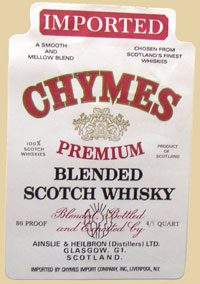 IMPORTED
A SMOOTH
AND
MELLOW BLEND
CHOSEN FROM
SCOTLAND'S FINEST
WHISKIES
CHYMES
100%
SCOTCH
WHISKIES
PREMIUM
PRODUCT
OF
SCOTLAND
BLENDED
SCOTCH WHISKY
86 PROOF
Blended, Bottled
and Exported by
4/5 QUART
AINSLIE & HEILBRON (Distillers) LTD.
GLASGOW, G1.
SCOTLAND.
IMPORTED BY CHYMES IMPORT COMPANY, INC., LIVERPOOL, N.Y.